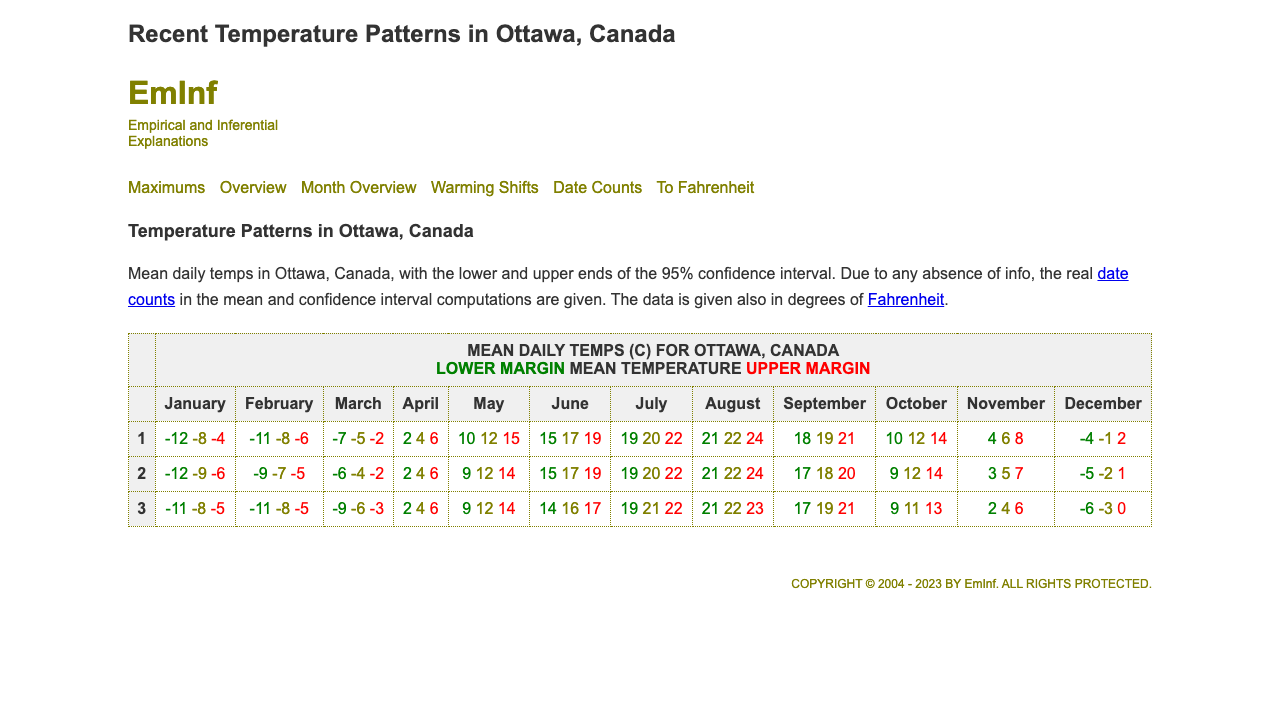 Recent Temperature Patterns in Ottawa, Canada
EmInf
Empirical and Inferential
Explanations
Maximums Overview Month Overview Warming Shifts Date Counts To Fahrenheit
Temperature Patterns in Ottawa, Canada
Mean daily temps in Ottawa, Canada, with the lower and upper ends of the 95% confidence interval. Due to any absence of info, the real date
counts in the mean and confidence interval computations are given. The data is given also in degrees of Fahrenheit.
MEAN DAILY TEMPS (C) FOR OTTAWA, CANADA
LOWER MARGIN MEAN TEMPERATURE UPPER MARGIN
January February March April May June July August September October November December
1 -12 -8 -4 -11 -8 -6 -7 -5 -2 2 4 6 10 12 15 15 17 19 19 20 22 21 22 24 18 19 21 10 12 14 4 6 8 -4 -1 2
2 -12 -9 -6 -9 -7 -5 -6 -4 -2 2 4 6 9 12 14 15 17 19 19 20 22 21 22 24 17 18 20 9 12 14 3 5 7 -5 -2 1
3 -11 -8 -5 -11 -8 -5 -9 -6 -3 2 4 6 9 12 14 14 16 17 19 21 22 21 22 23 17 19 21 9 11 13 2 4 6 -6 -3 0
COPYRIGHT © 2004 - 2023 BY EmInf. ALL RIGHTS PROTECTED.